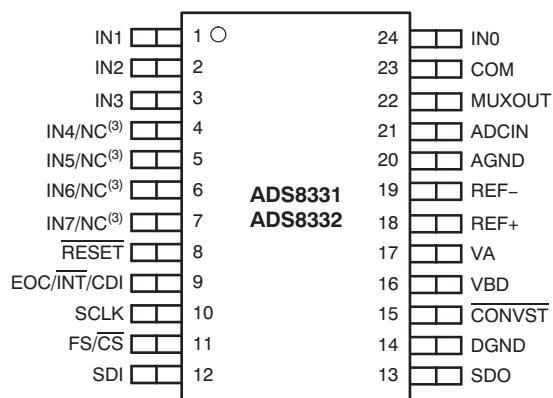 IN1 1 24 IN0
IN2 2 23 COM
IN3 3 22 MUXOUT
IN4/NC(3) 4 21 ADCIN
IN5/NC(3) 5 20 AGND
IN6/NC(3) 6 19 REF−
ADS8331
ADS8332
IN7/NC(3) 7 18 REF+
RESET 8 17 VA
EOC/INT/CDI 9 16 VBD
SCLK 10 15 CONVST
FS/CS 11 14 DGND
SDI 12 13 SDO